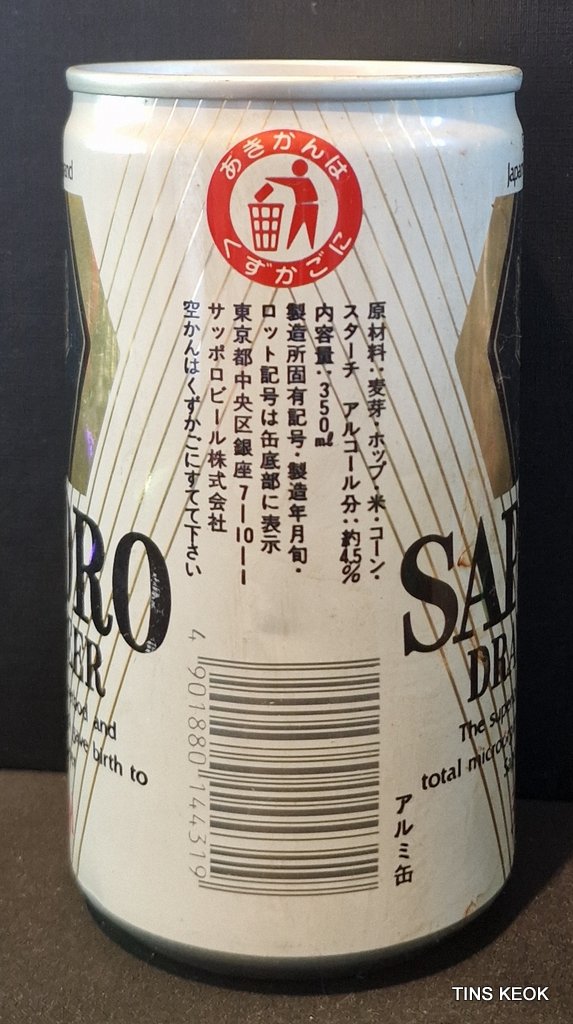 あきかんは
くずかごに
原材料：麦芽・ホップ・米・コーン・
スターチ　アルコール分：約4.5%
内容量：350ml
製造所固有記号・製造年月旬・
ロット記号は缶底部に表示
東京都中央区銀座7-10-1
サッポロビール株式会社
空かんはくずかごにすてて下さい
SA
DRA
The
total
and
birth to
4 901880 144319
アルミ缶
TINS KEOK